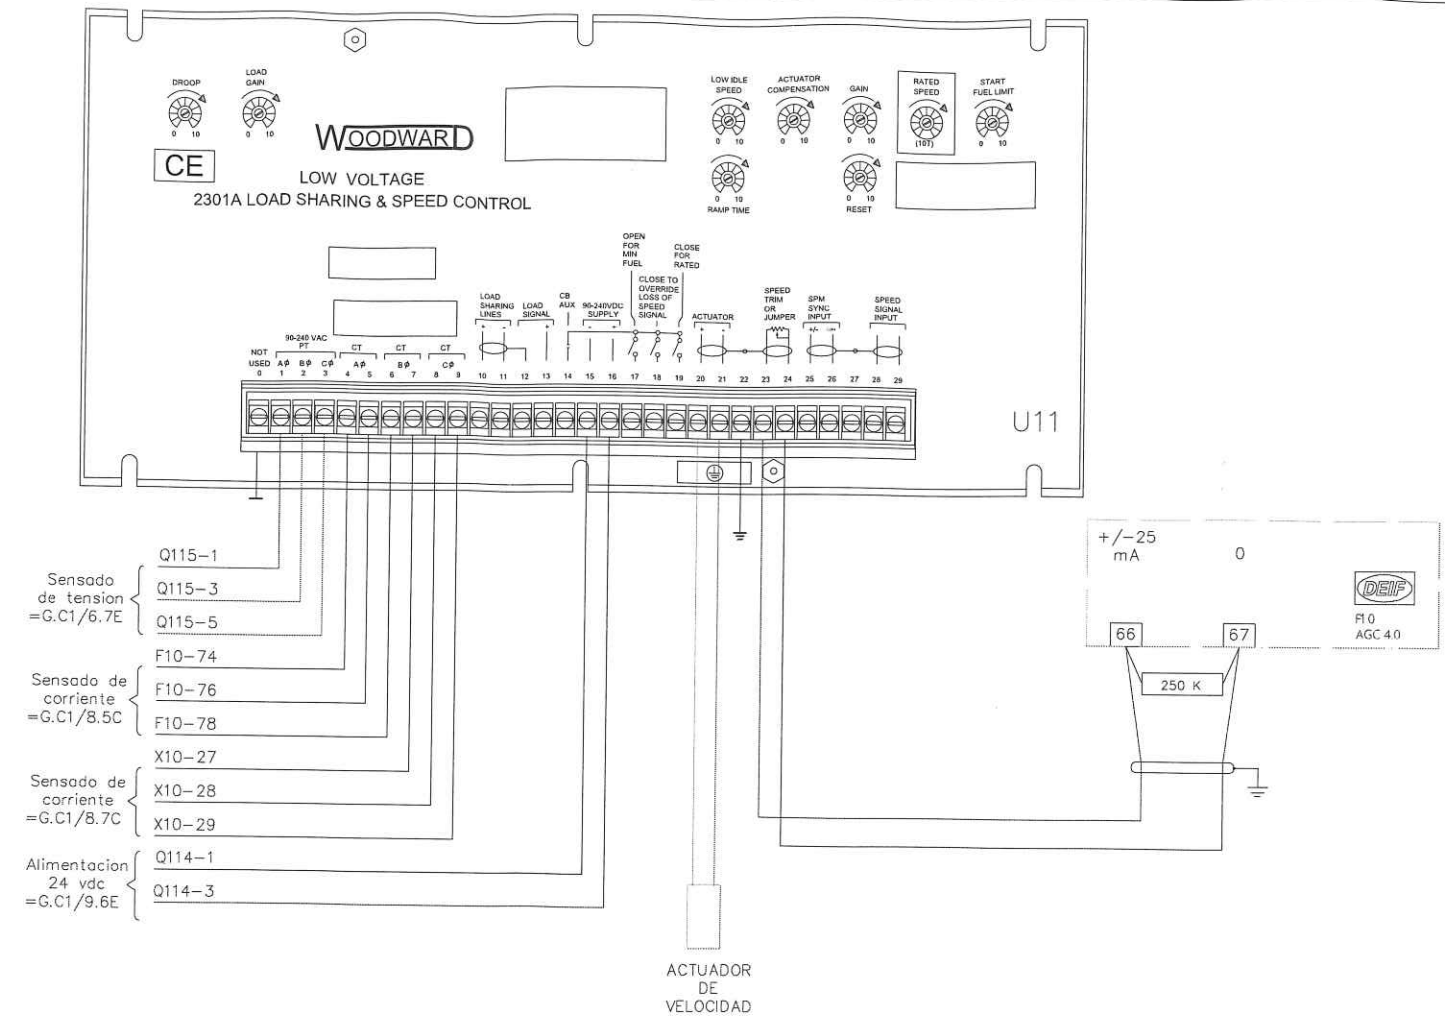 DROOP
0 10
LOAD
GAIN
0 10
WOODWARD
CE
LOW VOLTAGE
2301A LOAD SHARING & SPEED CONTROL
LOW IDLE
SPEED
0 10
ACTUATOR
COMPENSATION
0 10
GAIN
0 10
RATED
SPEED
(10T)
START
FUEL LIMIT
0 10
0 10
RAMP TIME
0 10
RESET
OPEN
FOR
MIN
FUEL
CLOSE
FOR
RATED
CLOSE TO
OVERRIDE
LOSS OF
SPEED
SIGNAL
NOT
USED
90-240 VAC
PT
AØ BØ CØ
CT
AØ
CT
BØ
CT
CØ
LOAD
SHARING
LINES
+ -
LOAD
SIGNAL
+
CB
AUX
90-240VDC
SUPPLY
- +
ACTUATOR
+ -
SPEED
TRIM
OR
JUMPER
SPM
SYNC
INPUT
+/-
SPEED
SIGNAL
INPUT
0 1 2 3 4 5 6 7 8 9 10 11 12 13 14 15 16 17 18 19 20 21 22 23 24 25 26 27 28 29
U11
Sensado
de tension
=G.C1/6.7E
Q115-1
Q115-3
Q115-5
Sensado de
corriente
=G.C1/8.5C
F10-74
F10-76
F10-78
Sensado de
corriente
=G.C1/8.7C
X10-27
X10-28
X10-29
Alimentacion
24 vdc
=G.C1/9.6E
Q114-1
Q114-3
ACTUADOR
DE
VELOCIDAD
+/-25
mA
0
DEIF
F10
AGC 4.0
66
67
250 K